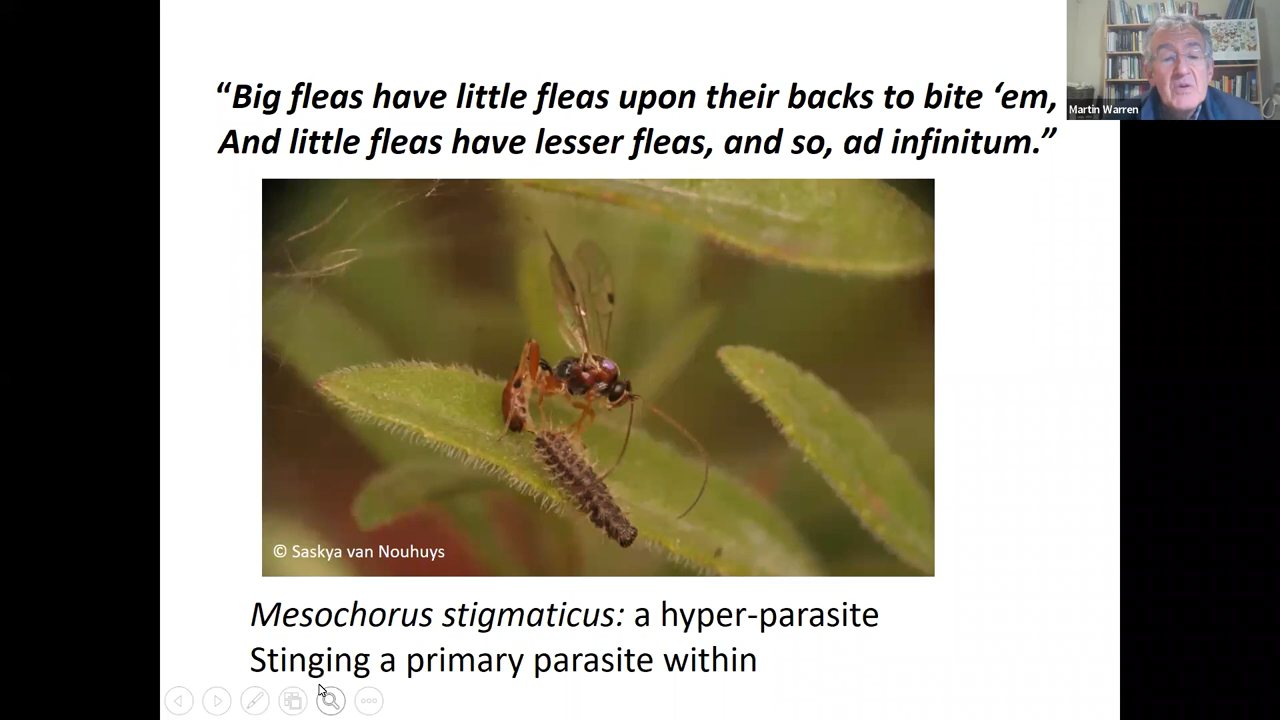 “Big fleas have little fleas upon their backs to bite ‘em,
And little fleas have lesser fleas, and so, ad infinitum.”
Martin Warren
© Saskya van Nouhuys
Mesochorus stigmaticus: a hyper-parasite
Stinging a primary parasite within